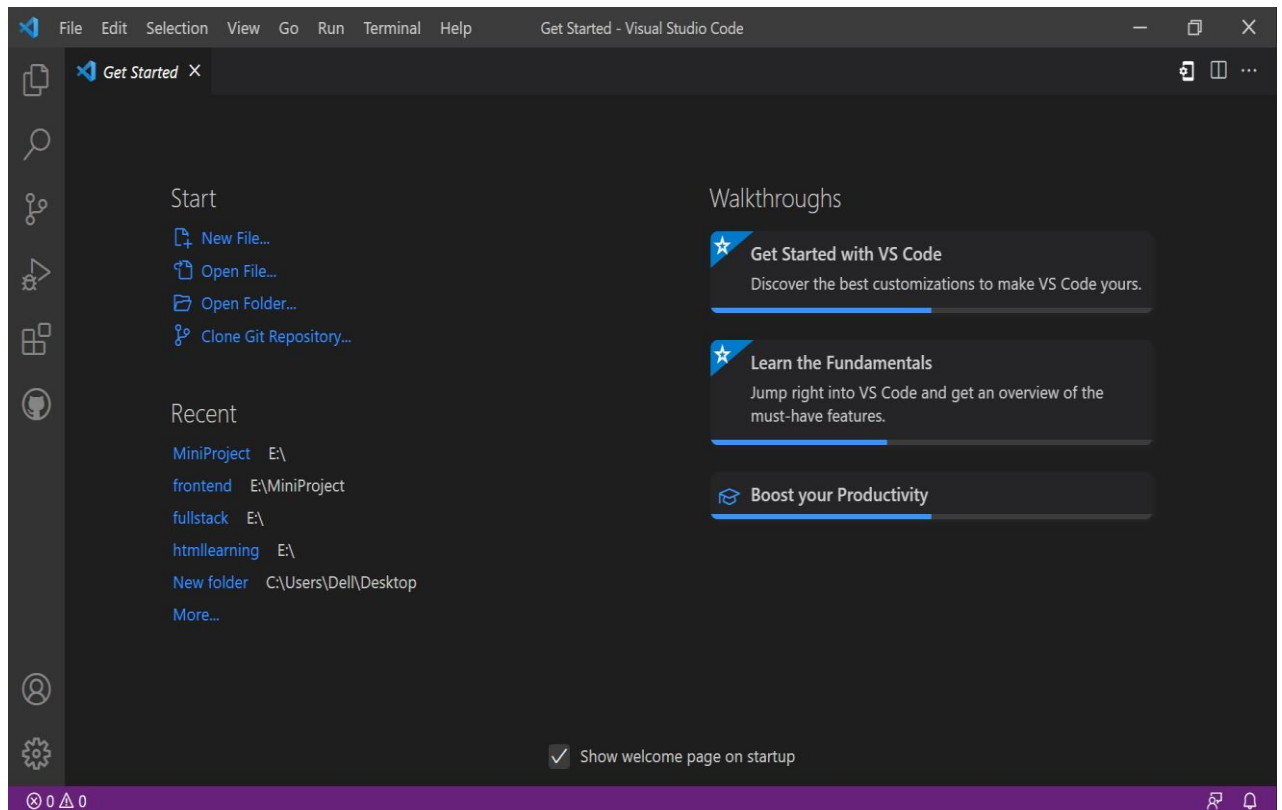 File Edit Selection View Go Run Terminal Help Get Started - Visual Studio Code
Get Started
Start
New File...
Open File...
Open Folder...
Clone Git Repository...
Recent
MiniProject E:\
frontend E:\MiniProject
fullstack E:\
htmllearning E:\
New folder C:\Users\Dell\Desktop
More...
Walkthroughs
Get Started with VS Code
Discover the best customizations to make VS Code yours.
Learn the Fundamentals
Jump right into VS Code and get an overview of the
must-have features.
Boost your Productivity
Show welcome page on startup
0 0